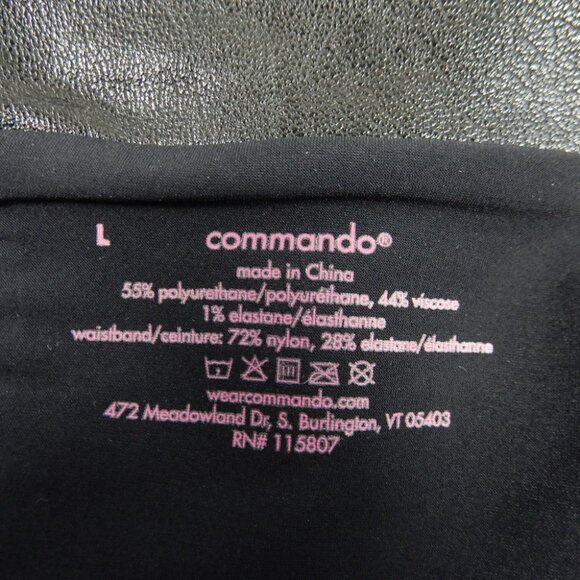 L commando®
made in China
55% polyurethane/polyuréthane, 44% viscose
1% elastane/élasthanne
waistband/ceinture: 72% nylon, 28% elastane/élasthanne
wearcommando.com
472 Meadowland Dr, S. Burlington, VT 05403
RN# 115807